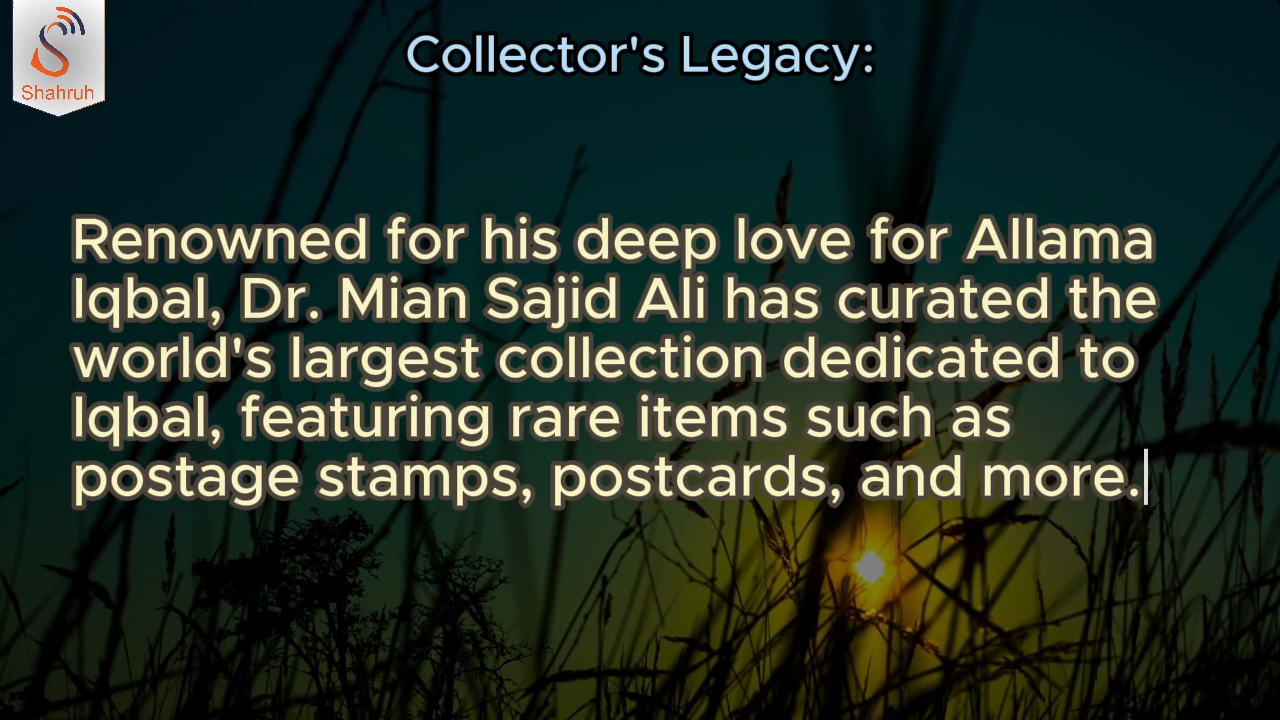 Shahruh
Collector's Legacy:
Renowned for his deep love for Allama
Iqbal, Dr. Mian Sajid Ali has curated the
world's largest collection dedicated to
Iqbal, featuring rare items such as
postage stamps, postcards, and more.